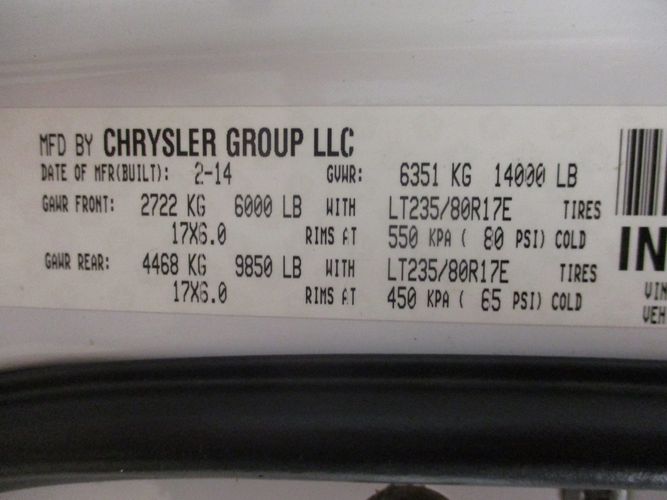 MFD BY CHRYSLER GROUP LLC
DATE OF MFR(BUILT): 2-14 GVWR: 6351 KG 14000 LB
GAWR FRONT: 2722 KG 6000 LB WITH LT235/80R17E TIRES
17X6.0 RIMS AT 550 KPA ( 80 PSI) COLD
GAWR REAR: 4468 KG 9850 LB WITH LT235/80R17E TIRES
17X6.0 RIMS AT 450 KPA ( 65 PSI) COLD
IN
VIN
VEH